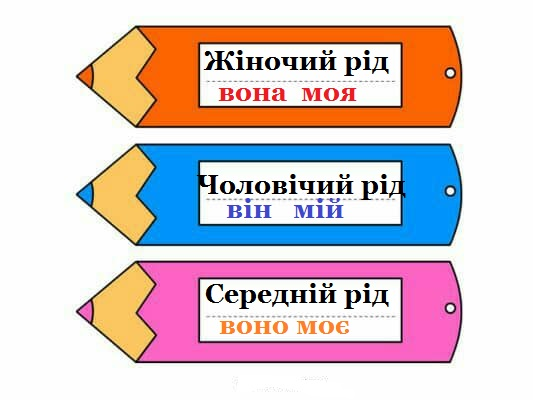 Жіночий рід
вона моя
Чоловічий рід
він мій
Середній рід
воно моє